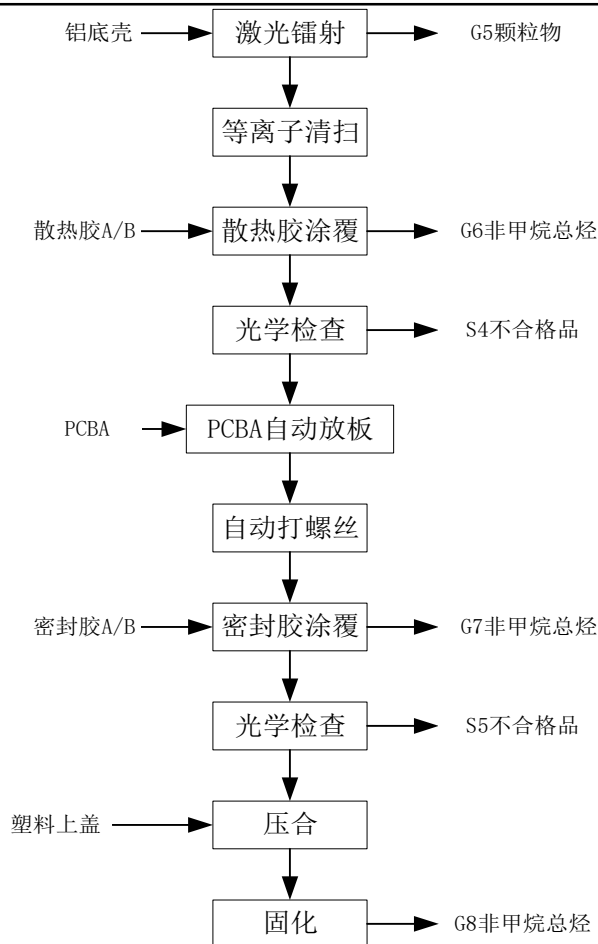 铝底壳
激光镭射
G5颗粒物
等离子清扫
散热胶A/B
散热胶涂覆
G6非甲烷总烃
光学检查
S4不合格品
PCBA
PCBA自动放板
自动打螺丝
密封胶A/B
密封胶涂覆
G7非甲烷总烃
光学检查
S5不合格品
塑料上盖
压合
固化
G8非甲烷总烃